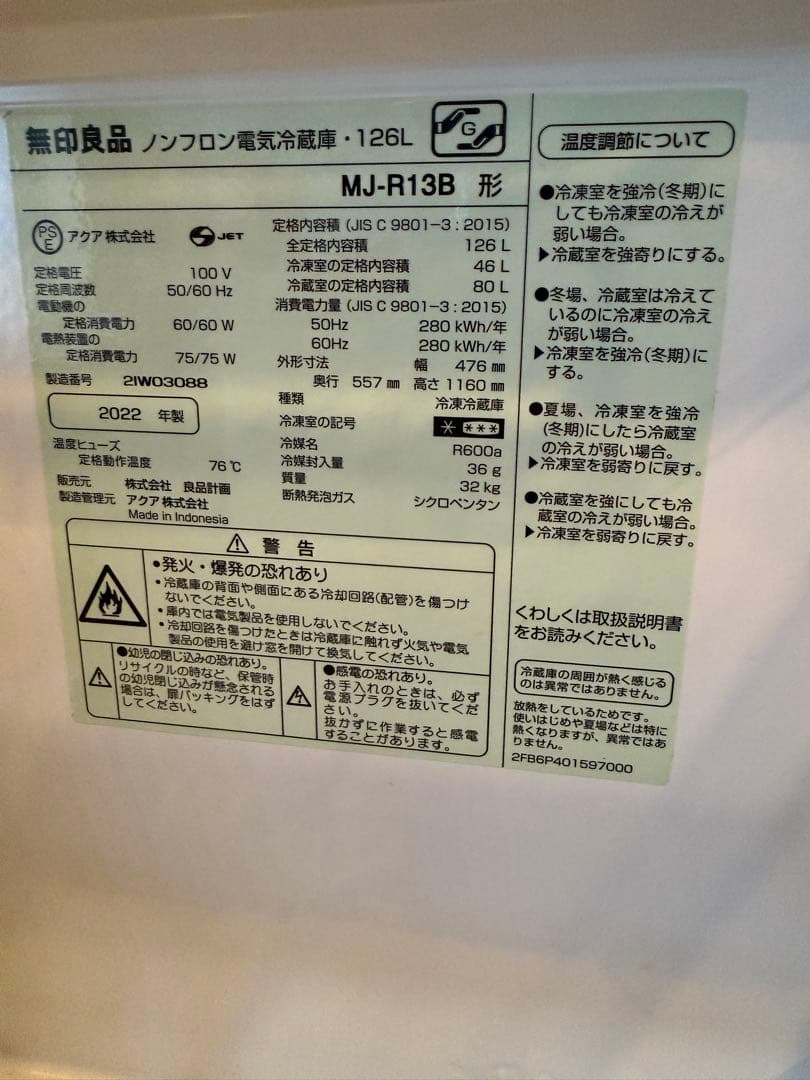 無印良品 ノンフロン電気冷蔵庫・126L
G
MJ-R13B 形
PS
E
アクア株式会社
JET
定格電圧 100 V
定格周波数 50/60 Hz
電動機の
定格消費電力 60/60 W
電熱装置の
定格消費電力 75/75 W
製造番号 21W03088
2022 年製
温度ヒューズ
定格動作温度 76℃
販売元 株式会社 良品計画
製造管理元 アクア株式会社
Made in Indonesia
定格内容積 (JIS C 9801-3 : 2015)
全定格内容積 126 L
冷凍室の定格内容積 46 L
冷蔵室の定格内容積 80 L
消費電力量 (JIS C 9801-3 : 2015)
50Hz 280 kWh/年
60Hz 280 kWh/年
外形寸法 幅 476 mm
奥行 557 mm 高さ 1160 mm
種類 冷凍冷蔵庫
冷凍室の記号 * ***
冷媒名 R600a
冷媒封入量 36 g
質量 32 kg
断熱発泡ガス シクロペンタン
警告
•発火・爆発の恐れあり
・冷蔵庫の背面や側面にある冷却回路(配管)を傷つけ
ないでください。
・庫内では電気製品を使用しないでください。
・冷却回路を傷つけたときは冷蔵庫に触れず火気や電気
製品の使用を避け窓を開けて換気してください。
●幼児の閉じ込みの恐れあり。
リサイクルの時など、保管時
の幼児閉じ込みが懸念される
場合は、扉パッキングをはず
してください。
●感電の恐れあり。
お手入れのときは、必ず
電源プラグを抜いてくだ
さい。
抜かずに作業すると感電
することがあります。
温度調節について
●冷凍室を強冷(冬期)に
しても冷凍室の冷えが
弱い場合。
▶冷蔵室を強寄りにする。
●冬場、冷蔵室は冷えて
いるのに冷凍室の冷え
が弱い場合。
▶冷凍室を強冷(冬期)に
する。
●夏場、冷凍室を強冷
(冬期)にしたら冷蔵室
の冷えが弱い場合。
▶冷凍室を弱寄りに戻す。
●冷蔵室を強にしても冷
蔵室の冷えが弱い場合。
▶冷凍室を弱寄りに戻す。
くわしくは取扱説明書
をお読みください。
冷蔵庫の周囲が熱く感じる
のは異常ではありません。
放熱をしているためです。
使いはじめや夏場などは特に
熱くなりますが、異常ではあ
りません。
2FB6P401597000